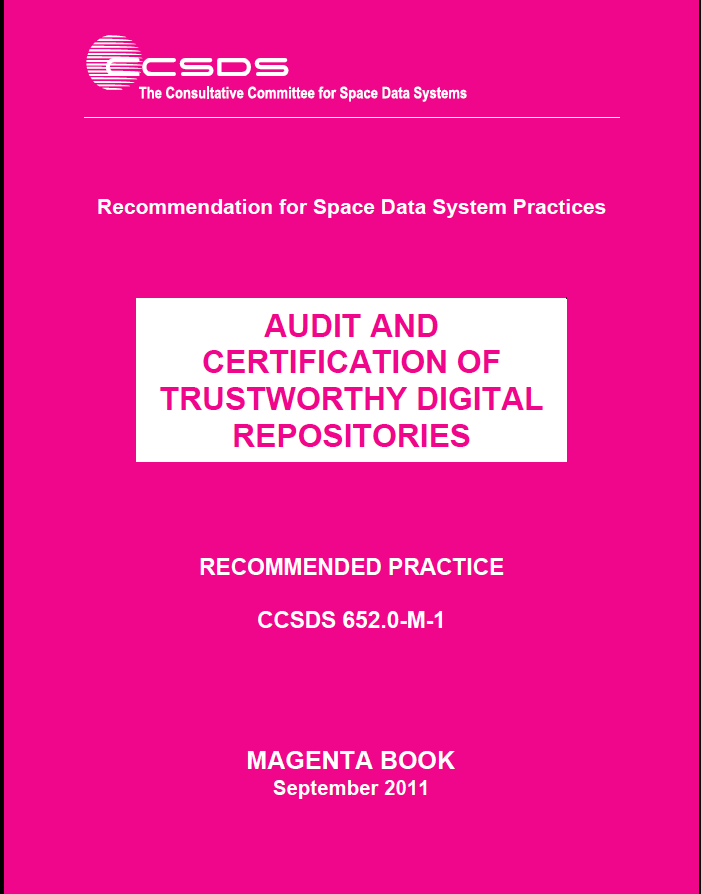 CCSDS
The Consultative Committee for Space Data Systems
Recommendation for Space Data System Practices
AUDIT AND
CERTIFICATION OF
TRUSTWORTHY DIGITAL
REPOSITORIES
RECOMMENDED PRACTICE
CCSDS 652.0-M-1
MAGENTA BOOK
September 2011